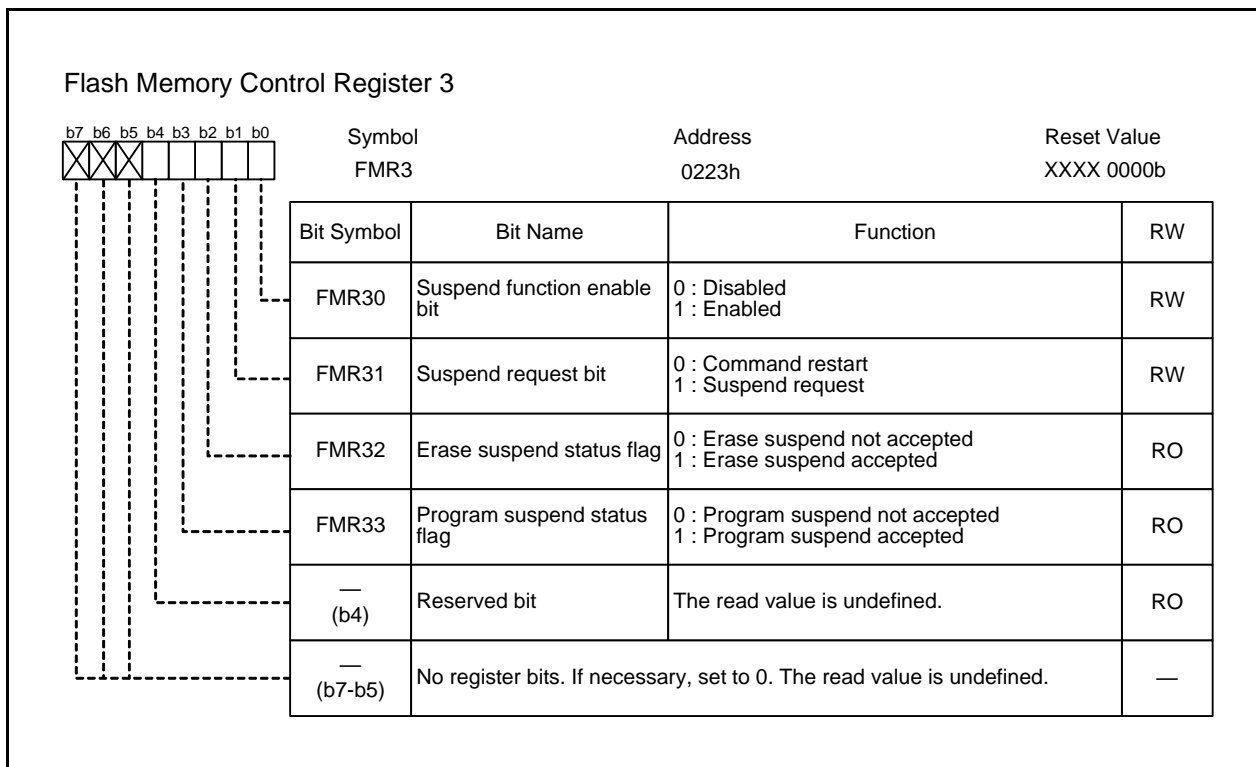 Flash Memory Control Register 3
b7 b6 b5 b4 b3 b2 b1 b0
Symbol Address Reset Value
FMR3 0223h XXXX 0000b
Bit Symbol Bit Name Function RW
FMR30 Suspend function enable bit 0 : Disabled
1 : Enabled RW
FMR31 Suspend request bit 0 : Command restart
1 : Suspend request RW
FMR32 Erase suspend status flag 0 : Erase suspend not accepted
1 : Erase suspend accepted RO
FMR33 Program suspend status flag 0 : Program suspend not accepted
1 : Program suspend accepted RO
—
(b4) Reserved bit The read value is undefined. RO
—
(b7-b5) No register bits. If necessary, set to 0. The read value is undefined. —